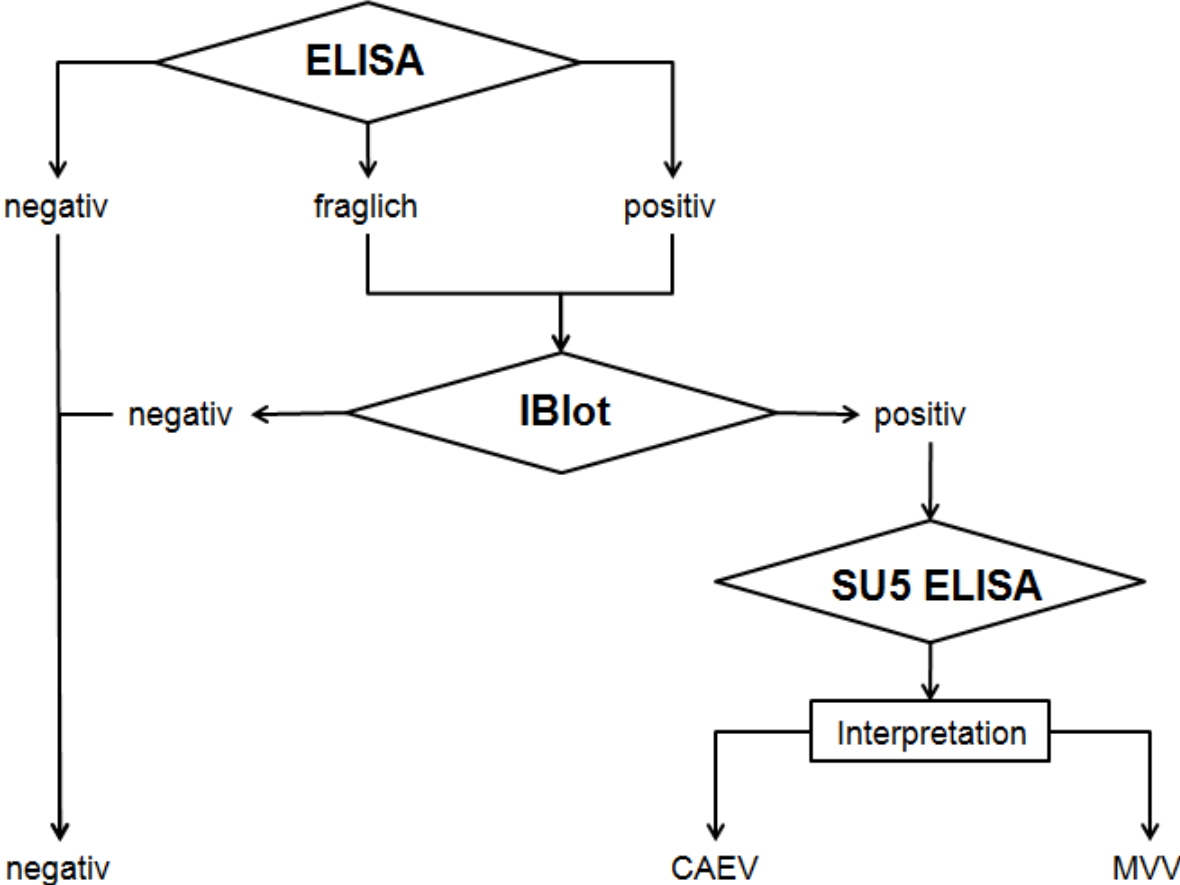 ELISA
negativ
fraglich
positiv
negativ
IBlot
positiv
SU5 ELISA
Interpretation
negativ
CAEV
MVV